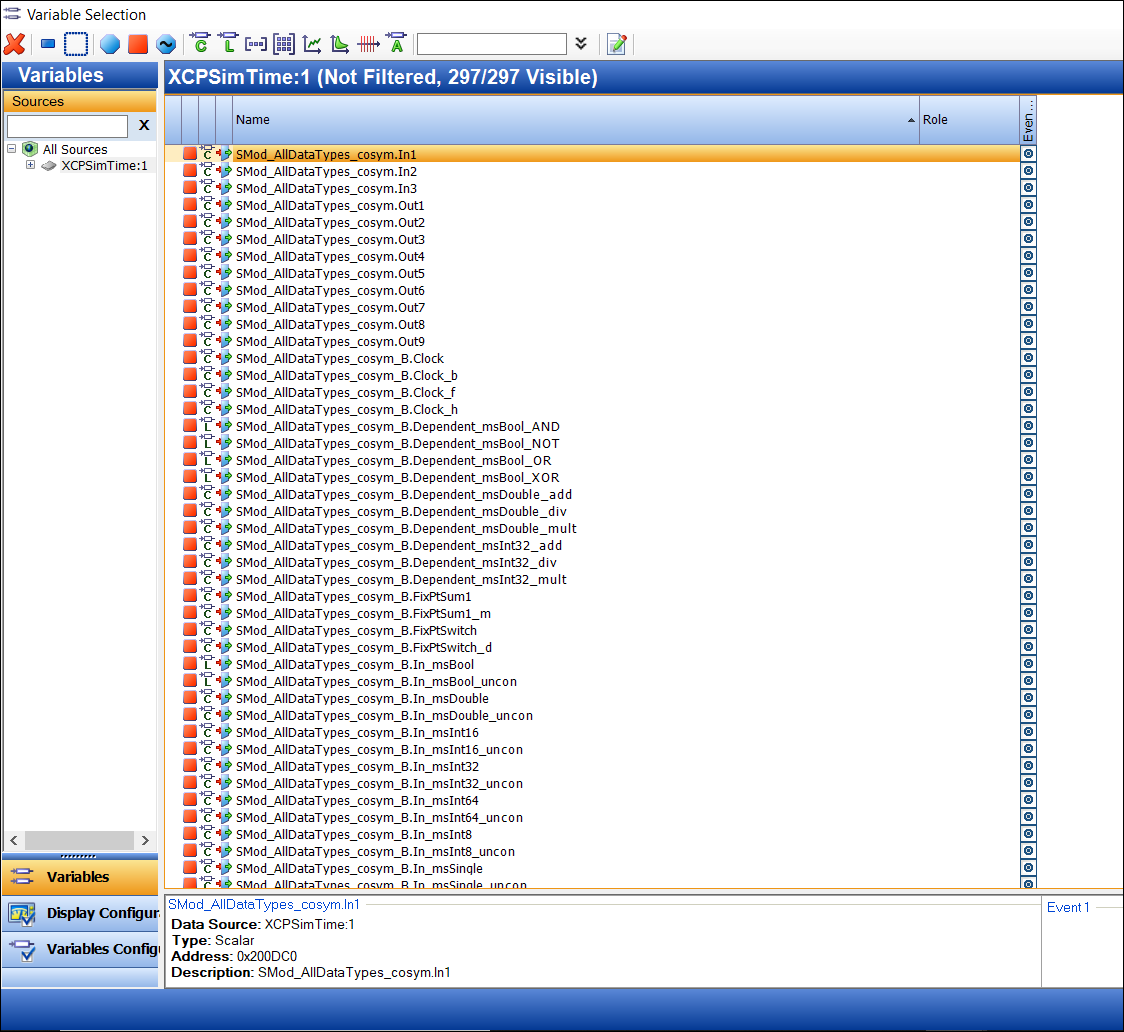 Variable Selection
Variables
XCPSimTime:1 (Not Filtered, 297/297 Visible)
Sources
X
All Sources
XCPSimTime:1
Name
Role
Even ...
SMod_AllDataTypes_cosym.In1
SMod_AllDataTypes_cosym.In2
SMod_AllDataTypes_cosym.In3
SMod_AllDataTypes_cosym.Out1
SMod_AllDataTypes_cosym.Out2
SMod_AllDataTypes_cosym.Out3
SMod_AllDataTypes_cosym.Out4
SMod_AllDataTypes_cosym.Out5
SMod_AllDataTypes_cosym.Out6
SMod_AllDataTypes_cosym.Out7
SMod_AllDataTypes_cosym.Out8
SMod_AllDataTypes_cosym.Out9
SMod_AllDataTypes_cosym_B.Clock
SMod_AllDataTypes_cosym_B.Clock_b
SMod_AllDataTypes_cosym_B.Clock_f
SMod_AllDataTypes_cosym_B.Clock_h
SMod_AllDataTypes_cosym_B.Dependent_msBool_AND
SMod_AllDataTypes_cosym_B.Dependent_msBool_NOT
SMod_AllDataTypes_cosym_B.Dependent_msBool_OR
SMod_AllDataTypes_cosym_B.Dependent_msBool_XOR
SMod_AllDataTypes_cosym_B.Dependent_msDouble_add
SMod_AllDataTypes_cosym_B.Dependent_msDouble_div
SMod_AllDataTypes_cosym_B.Dependent_msDouble_mult
SMod_AllDataTypes_cosym_B.Dependent_msInt32_add
SMod_AllDataTypes_cosym_B.Dependent_msInt32_div
SMod_AllDataTypes_cosym_B.Dependent_msInt32_mult
SMod_AllDataTypes_cosym_B.FixPtSum1
SMod_AllDataTypes_cosym_B.FixPtSum1_m
SMod_AllDataTypes_cosym_B.FixPtSwitch
SMod_AllDataTypes_cosym_B.FixPtSwitch_d
SMod_AllDataTypes_cosym_B.In_msBool
SMod_AllDataTypes_cosym_B.In_msBool_uncon
SMod_AllDataTypes_cosym_B.In_msDouble
SMod_AllDataTypes_cosym_B.In_msDouble_uncon
SMod_AllDataTypes_cosym_B.In_msInt16
SMod_AllDataTypes_cosym_B.In_msInt16_uncon
SMod_AllDataTypes_cosym_B.In_msInt32
SMod_AllDataTypes_cosym_B.In_msInt32_uncon
SMod_AllDataTypes_cosym_B.In_msInt64
SMod_AllDataTypes_cosym_B.In_msInt64_uncon
SMod_AllDataTypes_cosym_B.In_msInt8
SMod_AllDataTypes_cosym_B.In_msInt8_uncon
SMod_AllDataTypes_cosym_B.In_msSingle
SMod_AllDataTypes_cosym_B.In_msSingle_uncon
Variables
Display Configur
Variables Config
SMod_AllDataTypes_cosym.In1
Data Source: XCPSimTime:1
Type: Scalar
Address: 0x200DC0
Description: SMod_AllDataTypes_cosym.In1
Event 1